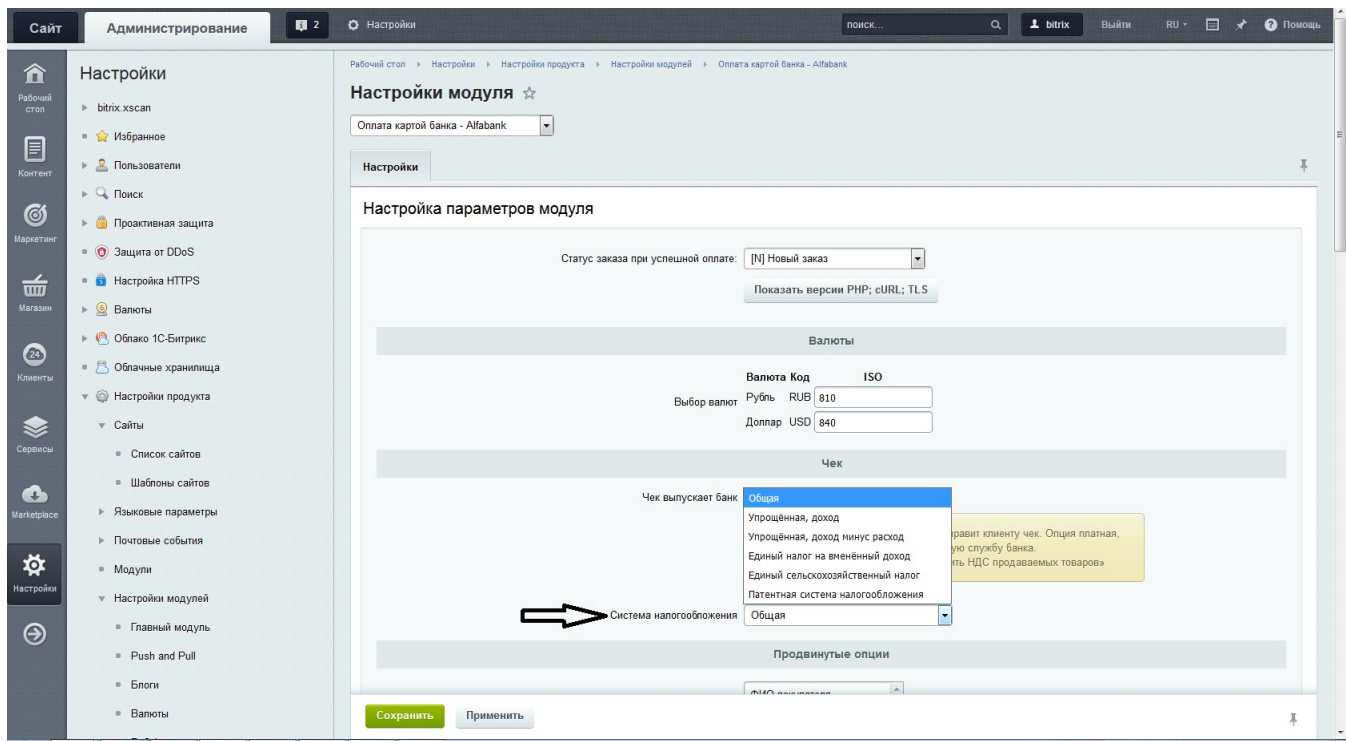 Сайт
Администрирование
2
Настройки
поиск...
bitrix
Выйти
RU
Помощь
Рабочий стол
Контент
Маркетинг
Магазин
24
Клиенты
Сервисы
Marketplace
Настройки
Настройки
bitrix.xscan
Избранное
Пользователи
Поиск
Проактивная защита
Защита от DDoS
Настройка HTTPS
Валюты
Облако 1С-Битрикс
Облачные хранилища
Настройки продукта
Сайты
Список сайтов
Шаблоны сайтов
Языковые параметры
Почтовые события
Модули
Настройки модулей
Главный модуль
Push and Pull
Блоги
Валюты
Рабочий стол Настройки Настройки продукта Настройки модулей Оплата картой банка - Alfabank
Настройки модуля
Оплата картой банка - Alfabank
Настройки
Настройка параметров модуля
Статус заказа при успешной оплате: [N] Новый заказ
Показать версии PHP; cURL; TLS
Валюты
Валюта Код ISO
Выбор валют
Рубль RUB 810
Доллар USD 840
Чек
Чек выпускает банк
Общая
Упрощённая, доход
Упрощённая, доход минус расход
Единый налог на вменённый доход
Единый сельскохозяйственный налог
Патентная система налогообложения
равит клиенту чек. Опция платная,
ую службу банка.
ить НДС продаваемых товаров»
Система налогообложения Общая
Продвинутые опции
ФИО покупателя
Сохранить
Применить